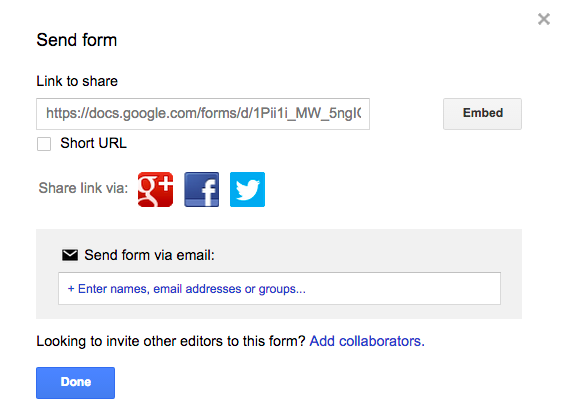 Send form
Link to share
https://docs.google.com/forms/d/1Pii1i_MW_5ngI
Embed
Short URL
Share link via:
g+
f
Send form via email:
+ Enter names, email addresses or groups...
Looking to invite other editors to this form? Add collaborators.
Done